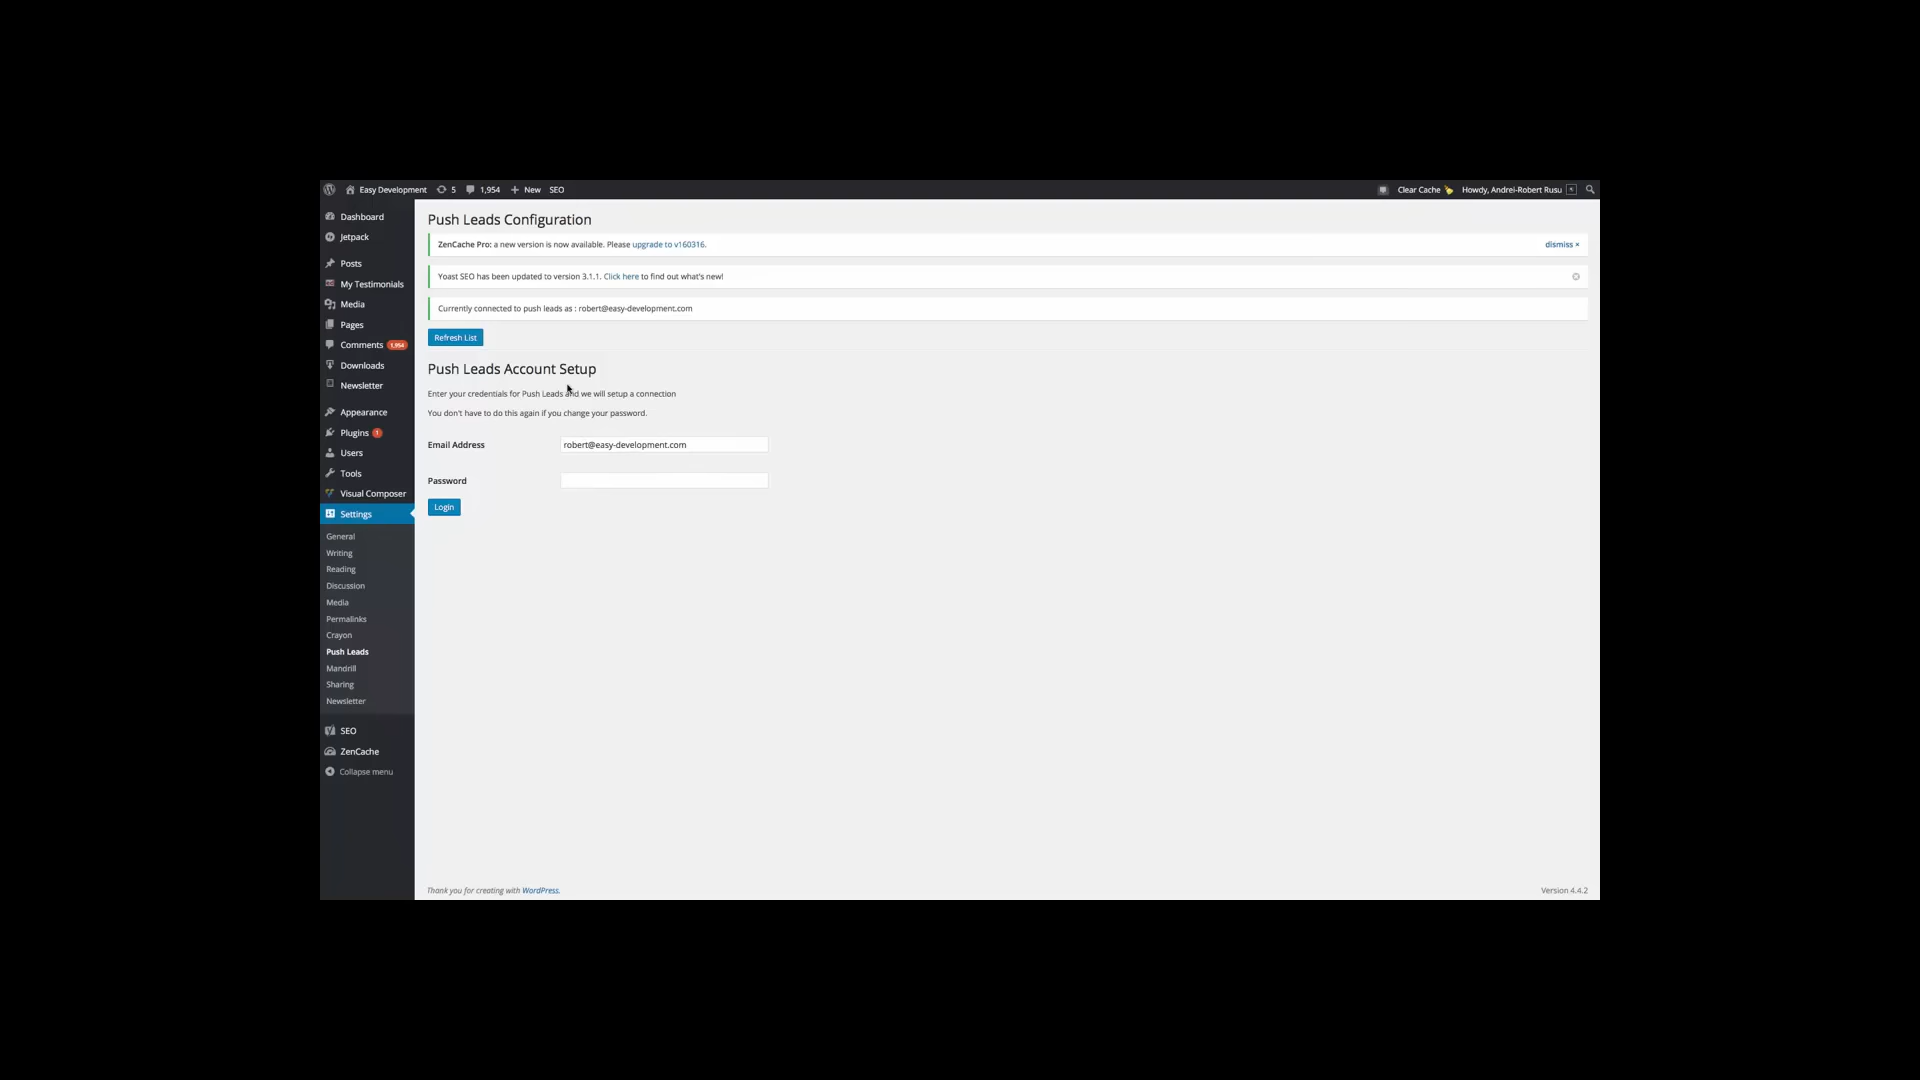 Easy Development 5 1,954 + New SEO Clear Cache Howdy, Andrei-Robert Rusu
Dashboard
Jetpack
Posts
My Testimonials
Media
Pages
Comments 1,954
Downloads
Newsletter
Appearance
Plugins 1
Users
Tools
Visual Composer
Settings
General
Writing
Reading
Discussion
Media
Permalinks
Crayon
Push Leads
Mandrill
Sharing
Newsletter
SEO
ZenCache
Collapse menu
Push Leads Configuration
ZenCache Pro: a new version is now available. Please upgrade to v160316. dismiss ×
Yoast SEO has been updated to version 3.1.1. Click here to find out what's new!
Currently connected to push leads as : robert@easy-development.com
Refresh List
Push Leads Account Setup
Enter your credentials for Push Leads and we will setup a connection
You don't have to do this again if you change your password.
Email Address robert@easy-development.com
Password
Login
Thank you for creating with WordPress. Version 4.4.2